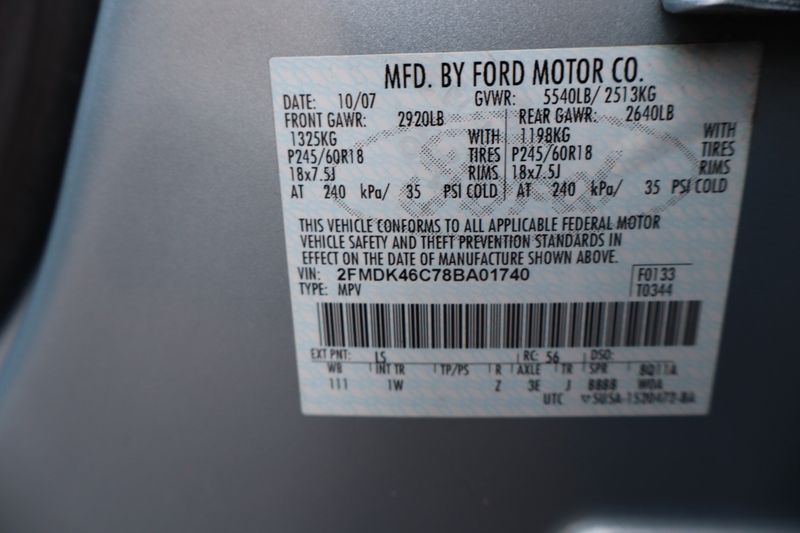 MFD. BY FORD MOTOR CO.
DATE: 10/07 GVWR: 5540LB/ 2513KG
FRONT GAWR: 2920LB REAR GAWR: 2640LB
1325KG WITH 1198KG WITH
P245/60R18 TIRES P245/60R18 TIRES
18x7.5J RIMS 18x7.5J RIMS
AT 240 kPa/ 35 PSI COLD AT 240 kPa/ 35 PSI COLD
THIS VEHICLE CONFORMS TO ALL APPLICABLE FEDERAL MOTOR
VEHICLE SAFETY AND THEFT PREVENTION STANDARDS IN
EFFECT ON THE DATE OF MANUFACTURE SHOWN ABOVE.
VIN: 2FMDK46C78BA01740 F0133
TYPE: MPV T0344
EXT PNT: LS RC: 56 DSO:
WB INT TR TP/PS R AXLE TR SPR 8Q11A
111 1W Z 3E J BBBB W0A
UTC